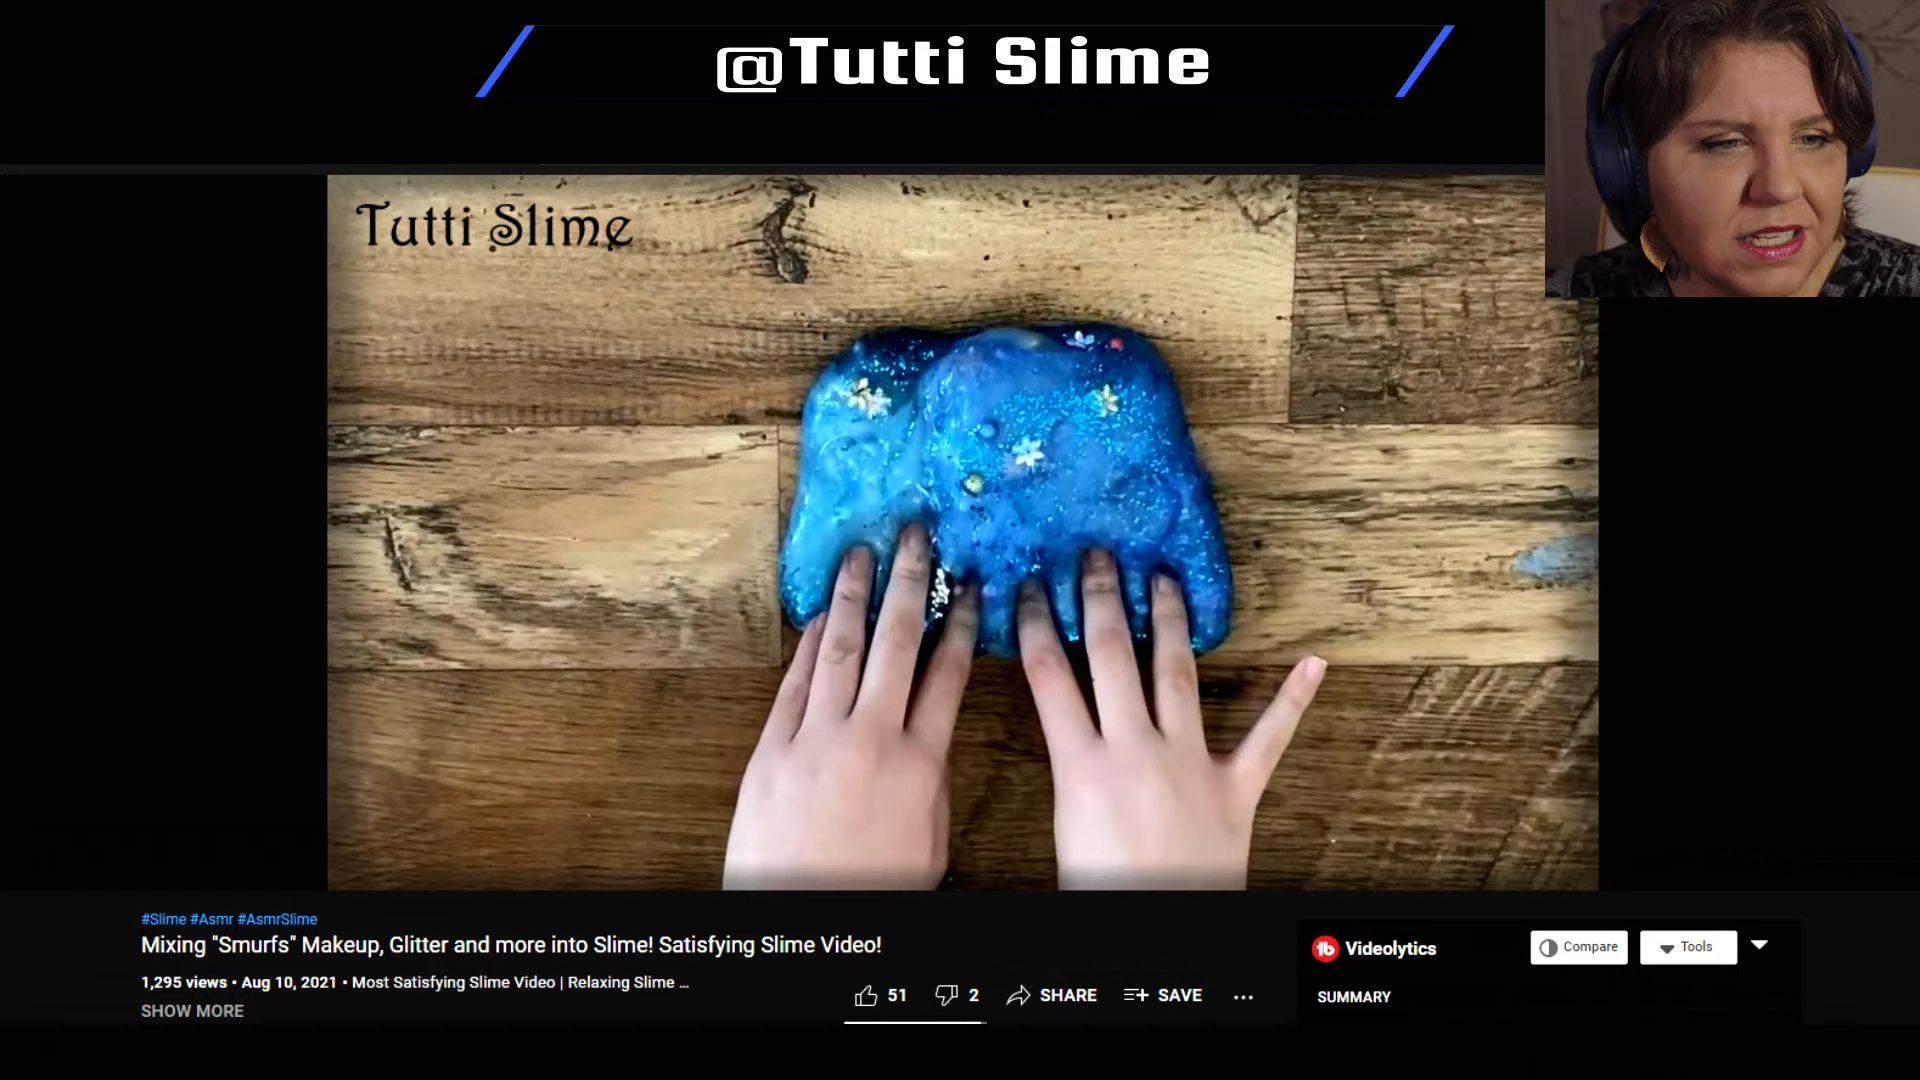 @Tutti Slime
Tutti Slime
#Slime #Asmr #AsmrSlime
Mixing "Smurfs" Makeup, Glitter and more into Slime! Satisfying Slime Video!
1,295 views • Aug 10, 2021 • Most Satisfying Slime Video | Relaxing Slime ...
SHOW MORE
51
2
SHARE
SAVE
...
tb Videolytics
Compare
Tools
SUMMARY